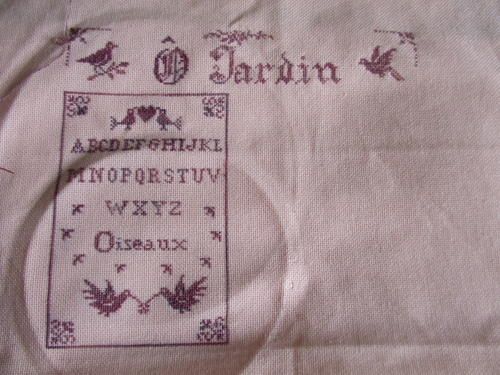 Ô Jardin
ABCDEFGHIJKL
MNOPQRSTUV
WXYZ
Oiseaux